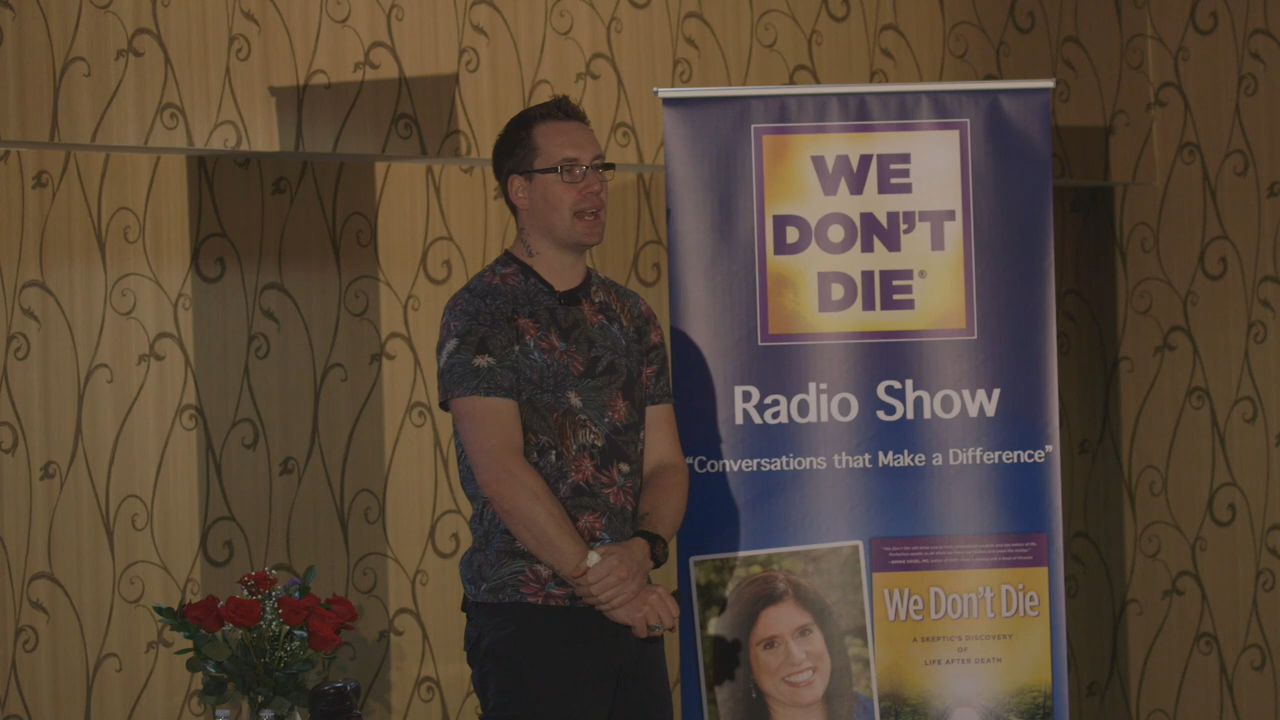 WE
DON'T
DIE®
Radio Show
“Conversations that Make a Difference”
We Don't Die
A SKEPTIC'S DISCOVERY
OF
LIFE AFTER DEATH